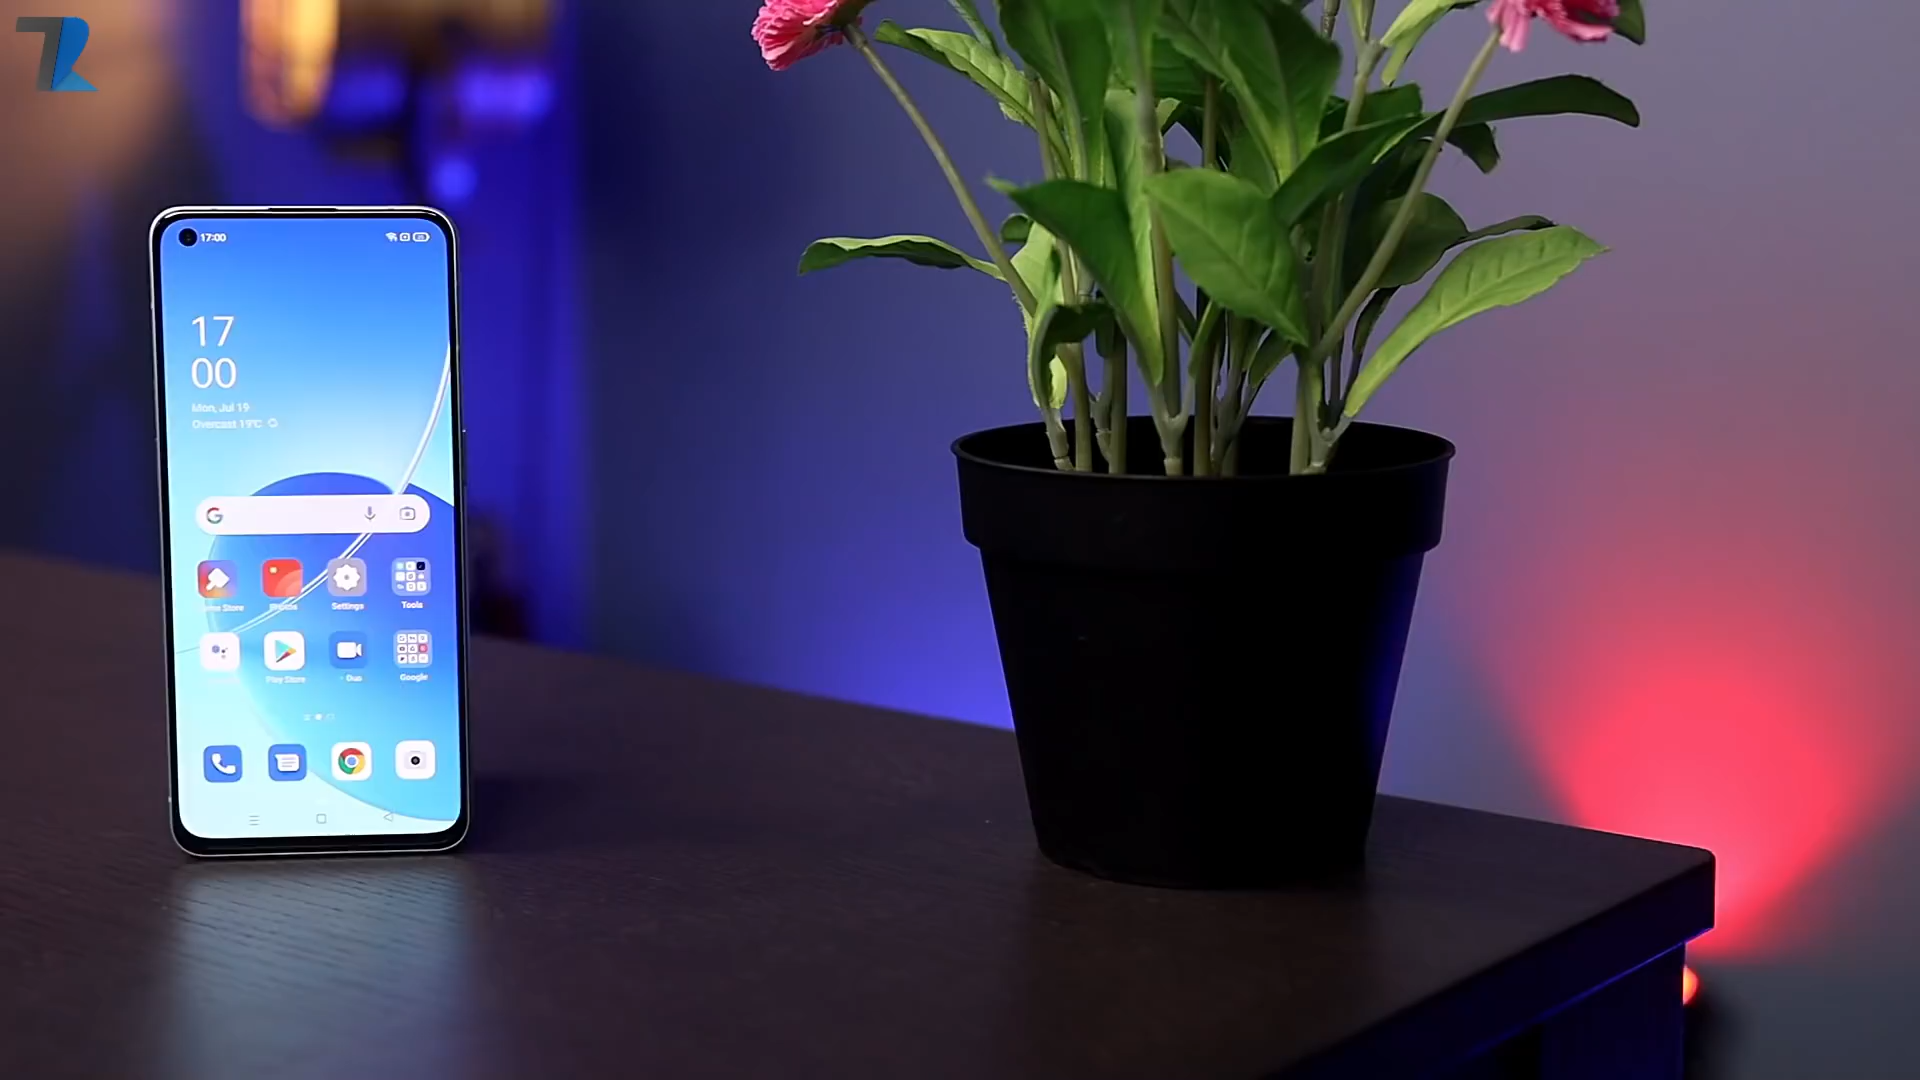 17:00
17
00
Mon, Jul 19
Overcast 19°C
Settings
Tools
Play Store
Duo
Google